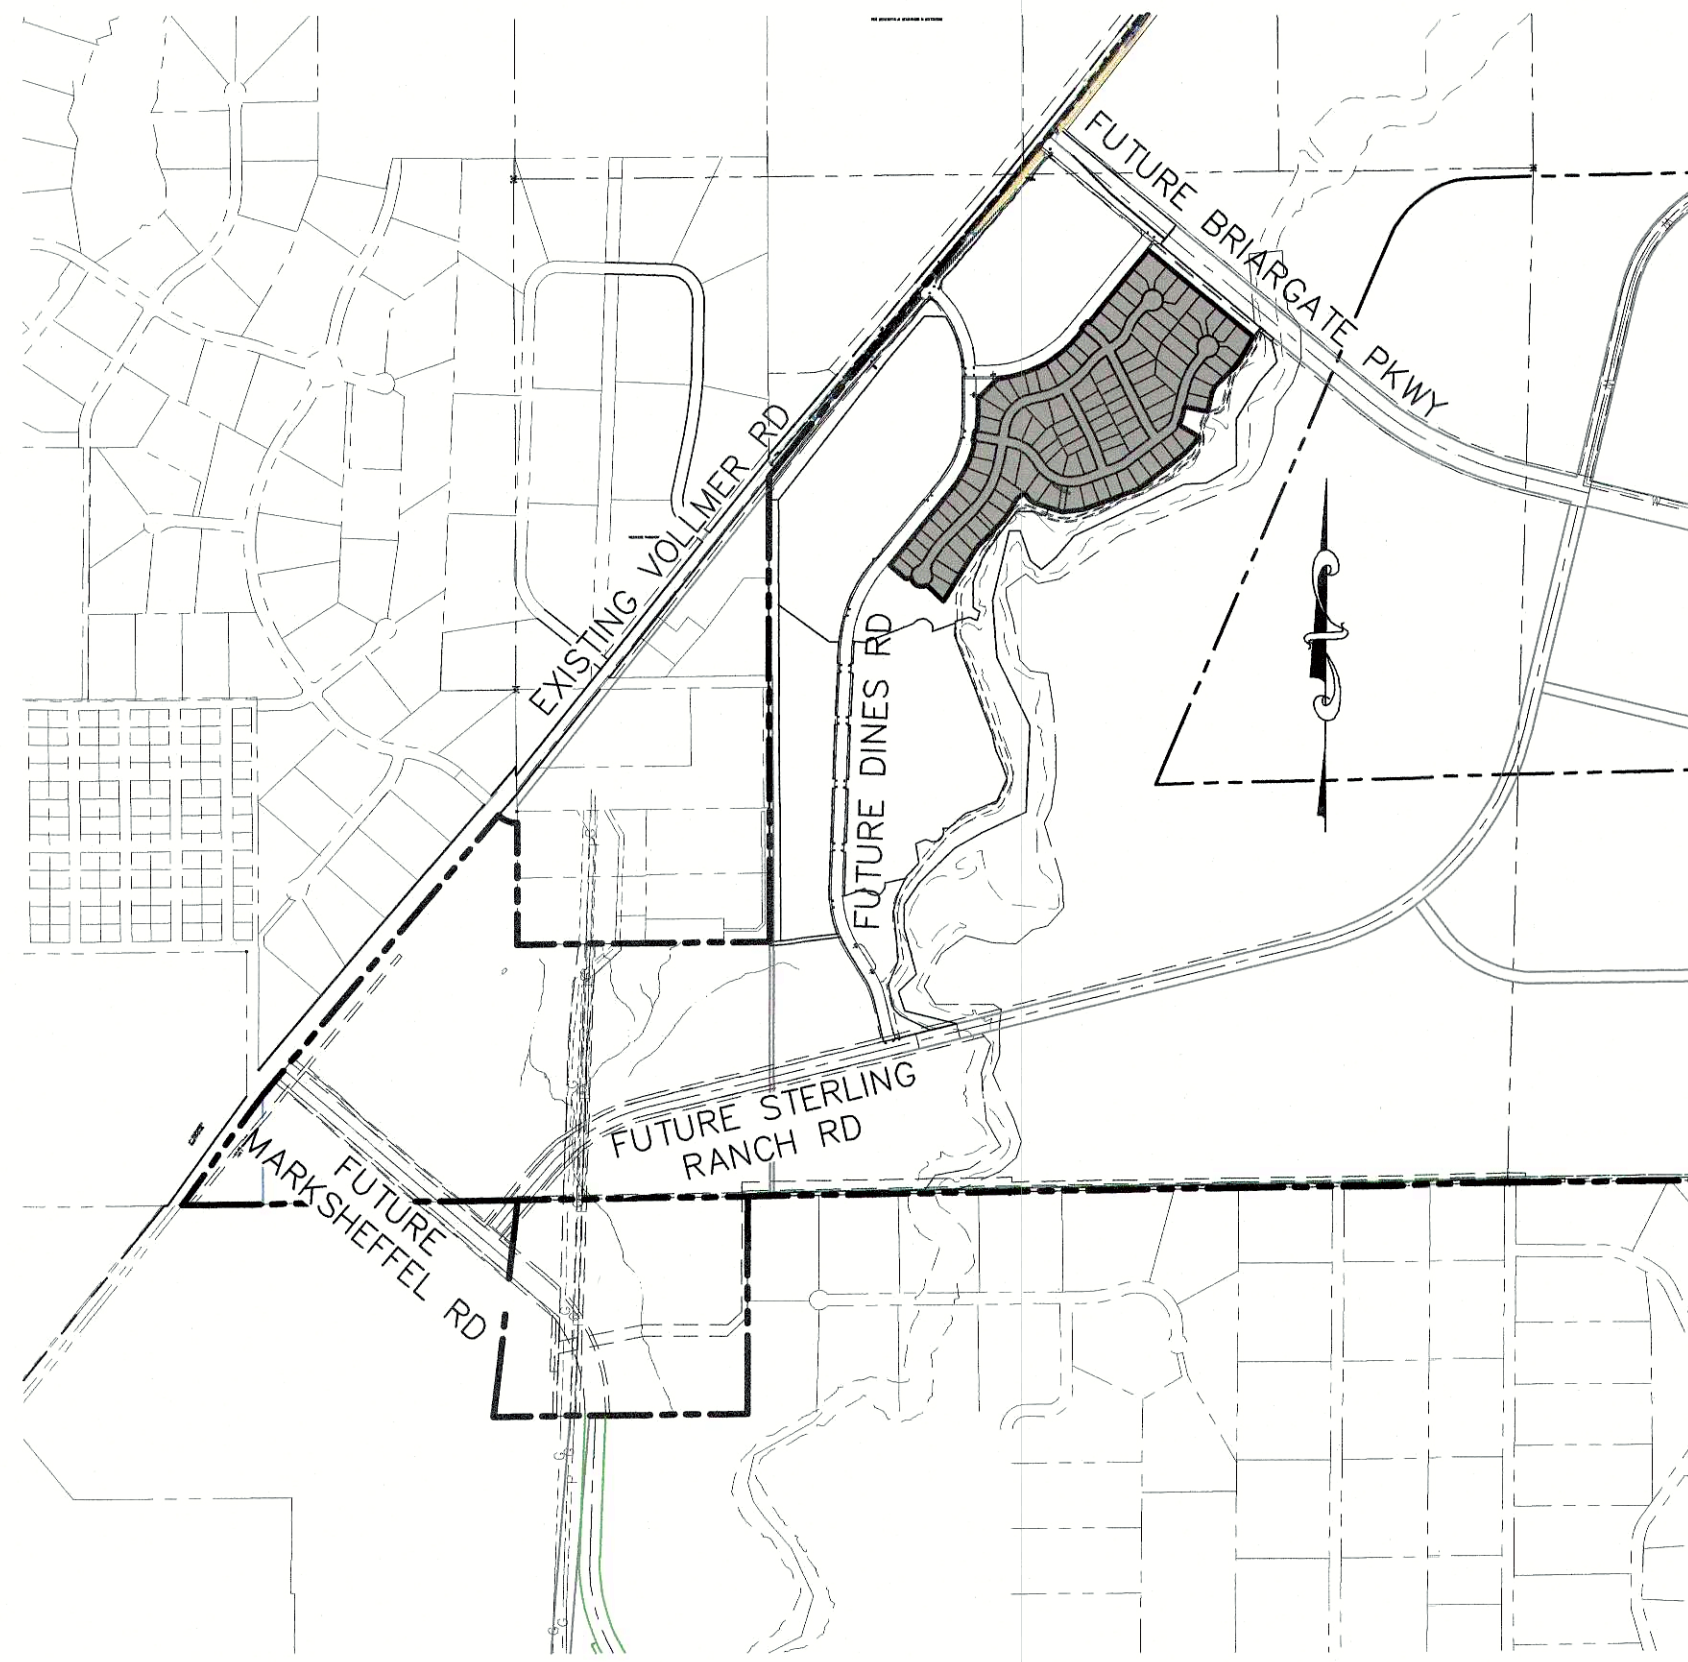 FUTURE BRIARGATE PKWY
EXISTING VOLLMER RD
FUTURE DINES RD
FUTURE STERLING
RANCH RD
FUTURE
MARKSHEFFEL RD